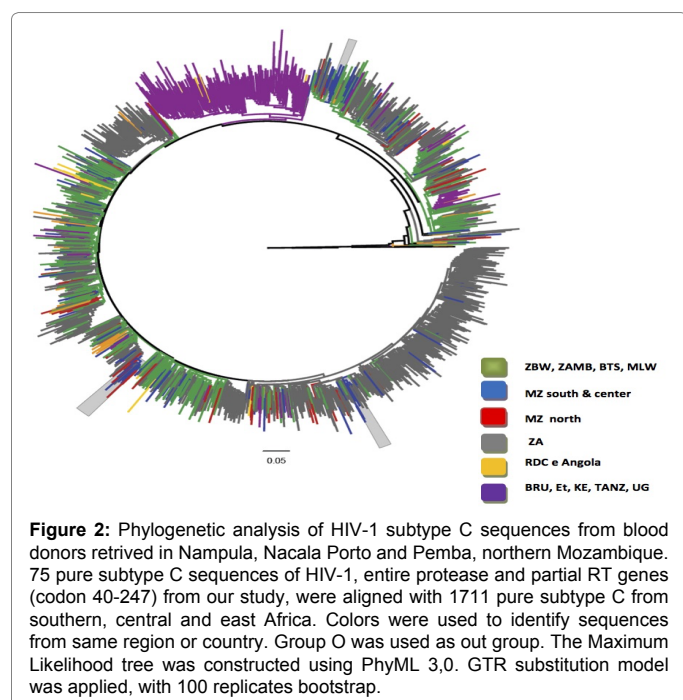 0.05
ZBW, ZAMB, BTS, MLW
MZ south & center
MZ north
ZA
RDC e Angola
BRU, Et, KE, TANZ, UG
Figure 2: Phylogenetic analysis of HIV-1 subtype C sequences from blood
donors retrived in Nampula, Nacala Porto and Pemba, northern Mozambique.
75 pure subtype C sequences of HIV-1, entire protease and partial RT genes
(codon 40-247) from our study, were aligned with 1711 pure subtype C from
southern, central and east Africa. Colors were used to identify sequences
from same region or country. Group O was used as out group. The Maximum
Likelihood tree was constructed using PhyML 3,0. GTR substitution model
was applied, with 100 replicates bootstrap.